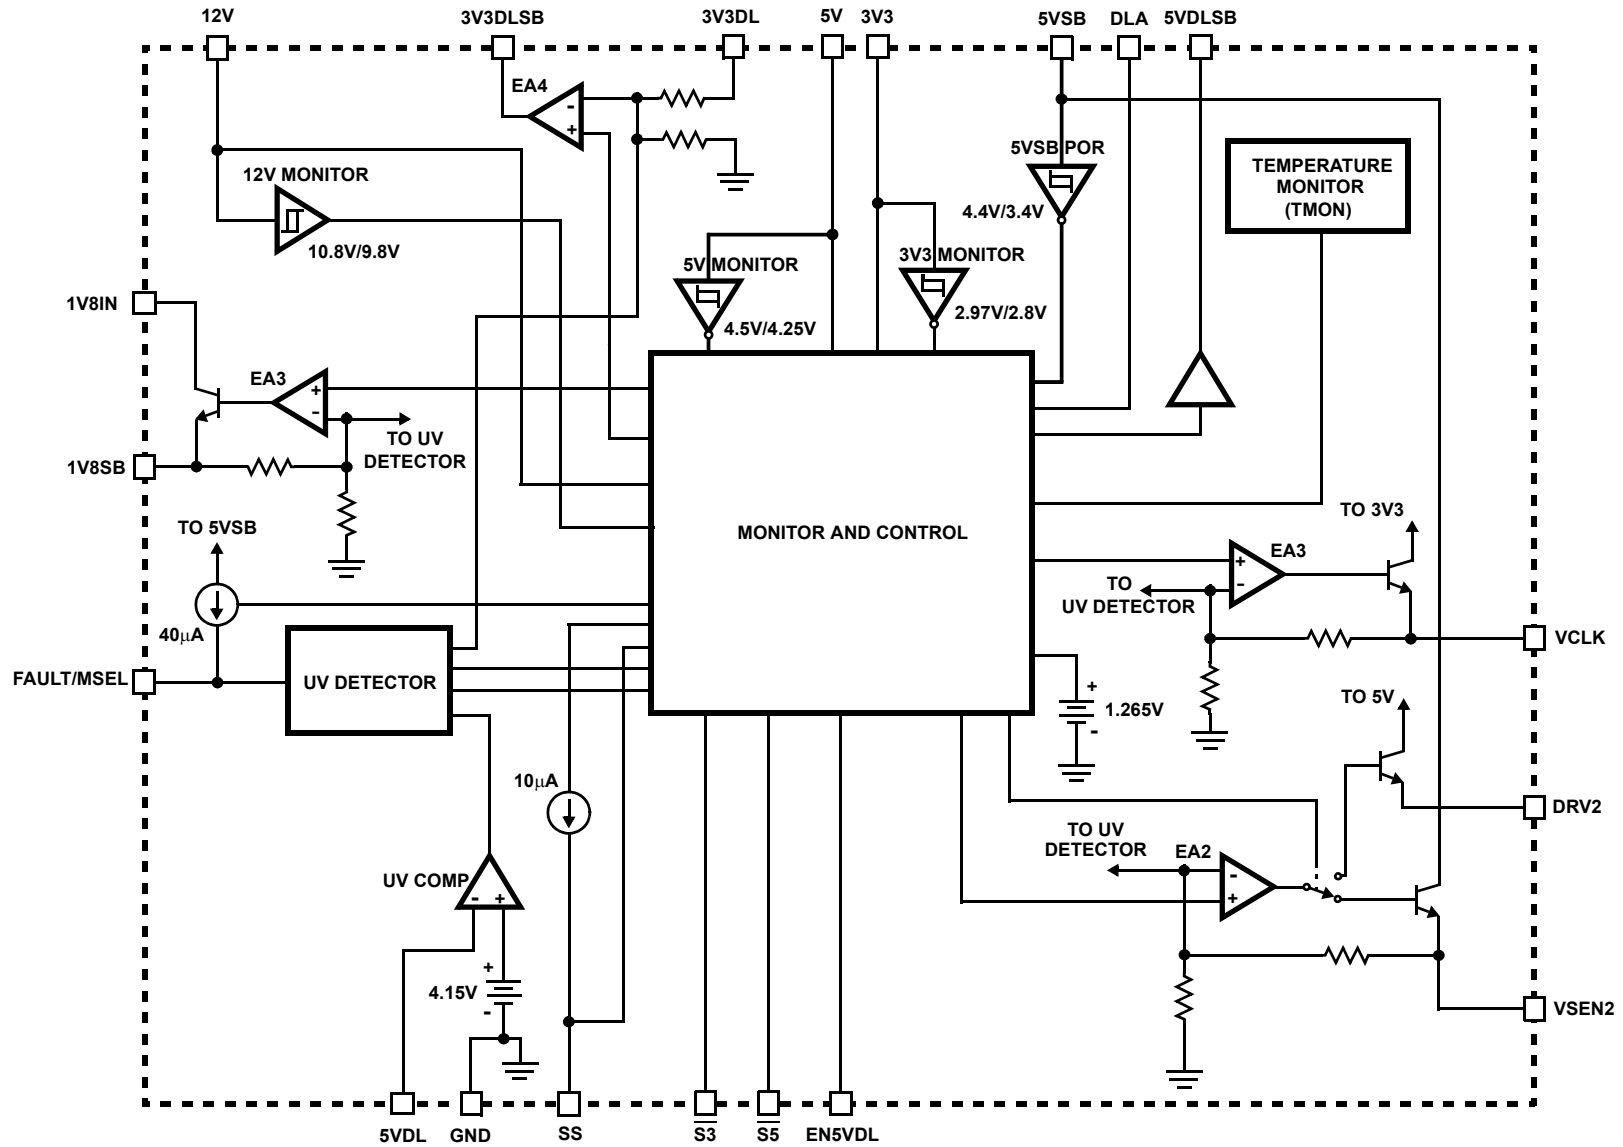 12V
3V3DLSB
3V3DL
5V
3V3
5VSB
DLA
5VDLSB
EA4
-
+
12V MONITOR
10.8V/9.8V
5VSB POR
4.4V/3.4V
TEMPERATURE
MONITOR
(TMON)
5V MONITOR
4.5V/4.25V
3V3 MONITOR
2.97V/2.8V
1V8IN
EA3
+
-
TO UV
DETECTOR
1V8SB
TO 5VSB
40µA
MONITOR AND CONTROL
TO 3V3
EA3
+
-
TO
UV DETECTOR
VCLK
FAULT/MSEL
UV DETECTOR
+
1.265V
-
TO 5V
10µA
DRV2
TO UV
DETECTOR
EA2
-
+
UV COMP
-
+
+
4.15V
-
VSEN2
5VDL
GND
SS
S̅3̅
S̅5̅
EN5VDL